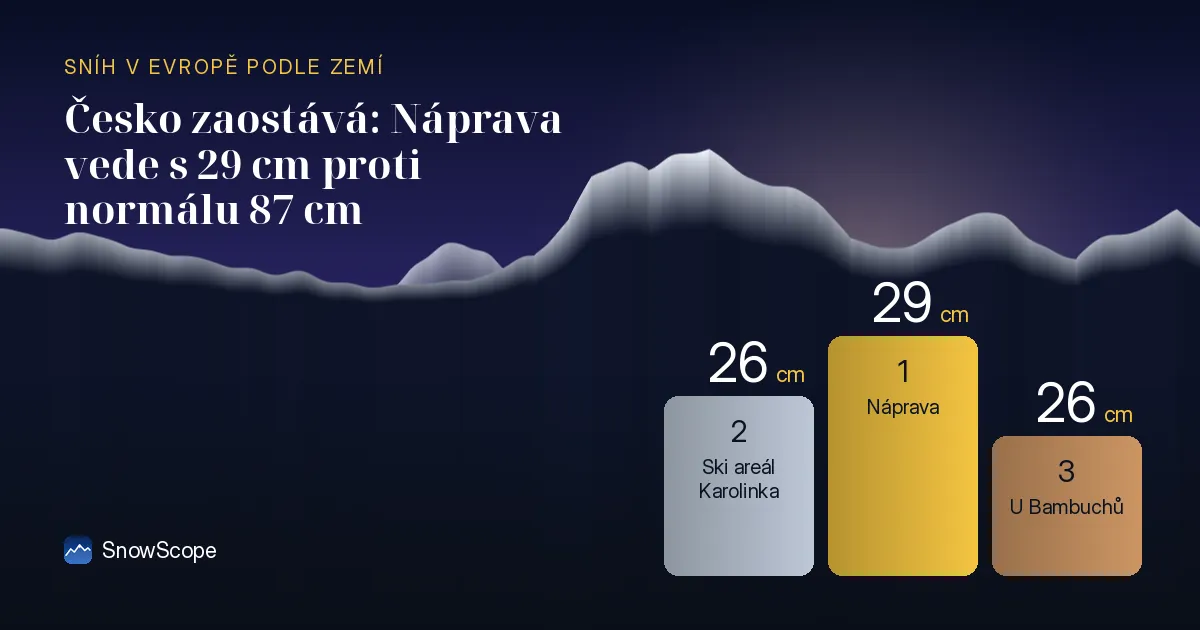 SNÍH V EVROPĚ PODLE ZEMÍ
Česko zaostává: Náprava
vede s 29 cm proti
normálu 87 cm
29 cm
1
Náprava
26 cm
2
Ski areál
Karolinka
26 cm
3
U Bambuchů
SnowScope